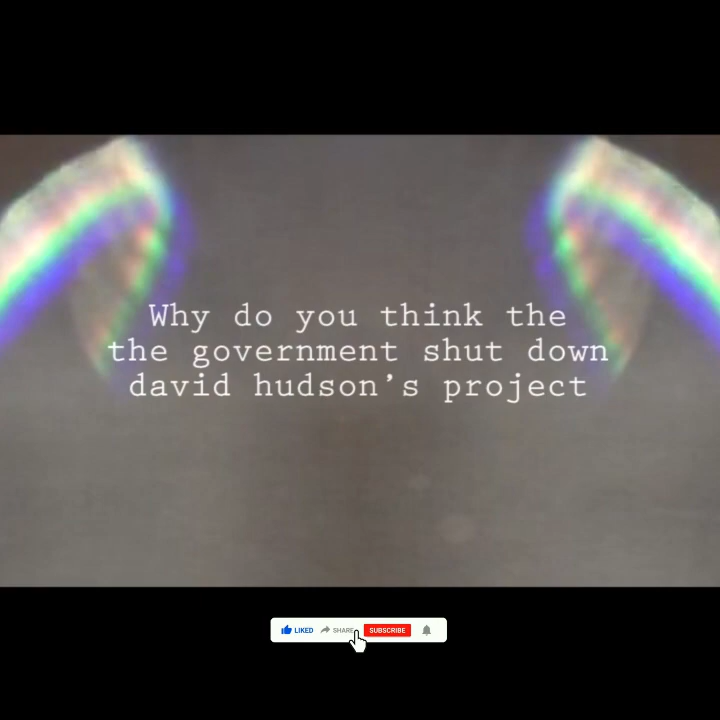 Why do you think the
the government shut down
david hudson’s project
LIKED SHARE SUBSCRIBE